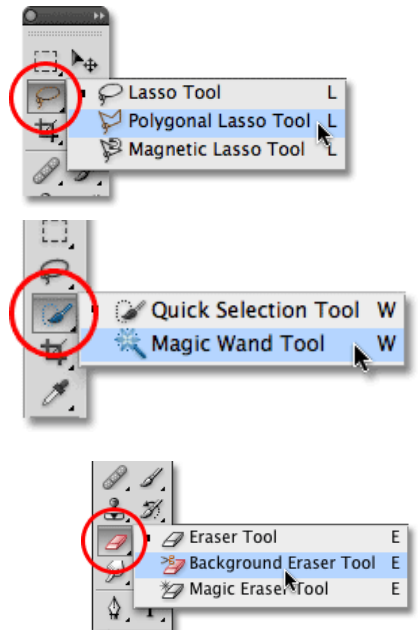 Lasso Tool L
Polygonal Lasso Tool L
Magnetic Lasso Tool L
Quick Selection Tool W
Magic Wand Tool W
Eraser Tool E
Background Eraser Tool E
Magic Eraser Tool E
T